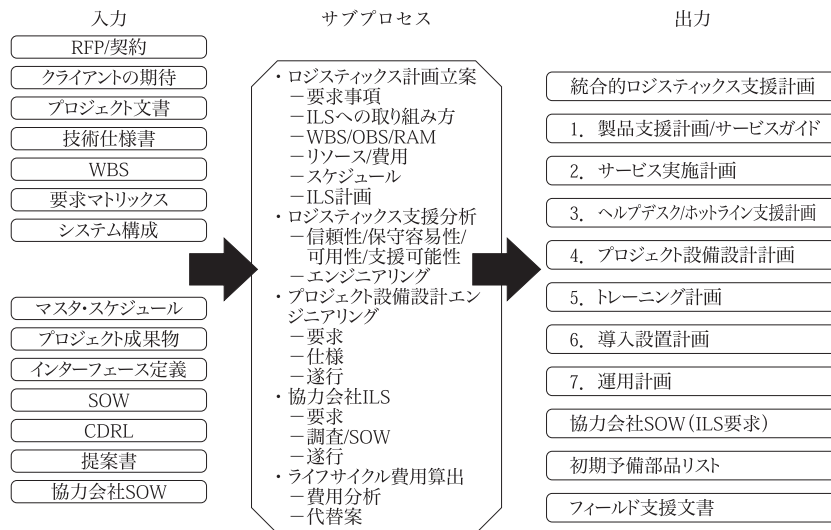 入力
RFP/契約
クライアントの期待
プロジェクト文書
技術仕様書
WBS
要求マトリックス
システム構成
マスタ・スケジュール
プロジェクト成果物
インターフェース定義
SOW
CDRL
提案書
協力会社SOW
サブプロセス
・ロジスティックス計画立案
－要求事項
－ILSへの取り組み方
－WBS/OBS/RAM
－リソース/費用
－スケジュール
－ILS計画
・ロジスティックス支援分析
－信頼性/保守容易性/
可用性/支援可能性
－エンジニアリング
・プロジェクト設備設計エン
ジニアリング
－要求
－仕様
－遂行
・協力会社ILS
－要求
－調査/SOW
－遂行
・ライフサイクル費用算出
－費用分析
－代替案
出力
統合的ロジスティックス支援計画
1. 製品支援計画/サービスガイド
2. サービス実施計画
3. ヘルプデスク/ホットライン支援計画
4. プロジェクト設備設計計画
5. トレーニング計画
6. 導入設置計画
7. 運用計画
協力会社SOW（ILS要求）
初期予備部品リスト
フィールド支援文書